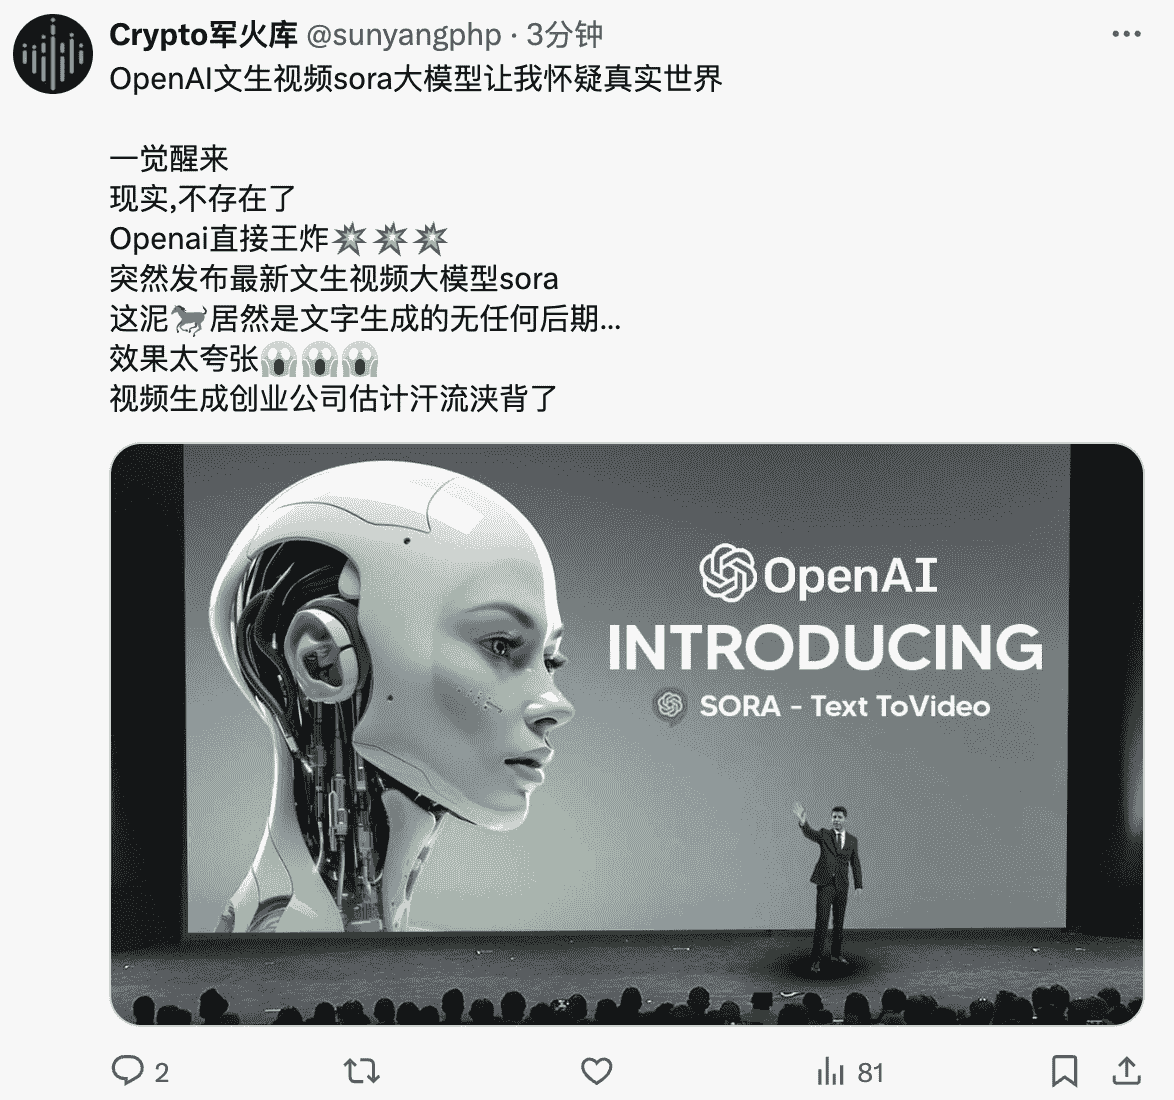 Crypto军火库 @sunyangphp · 3分钟
OpenAI文生视频sora大模型让我怀疑真实世界
一觉醒来
现实,不存在了
Openai直接王炸💥💥💥
突然发布最新文生视频大模型sora
这泥🐎居然是文字生成的无任何后期...
效果太夸张😱😱😱
视频生成创业公司估计汗流浃背了
OpenAI
INTRODUCING
SORA - Text ToVideo
2
81